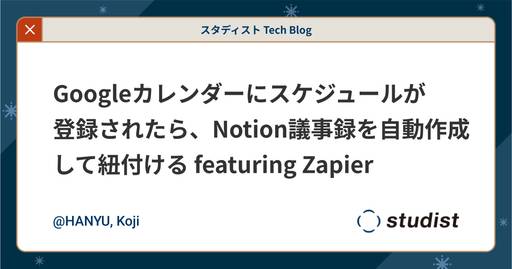 スタディスト Tech Blog
Googleカレンダーにスケジュールが
登録されたら、Notion議事録を自動作成
して紐付ける featuring Zapier
@HANYU, Koji
studist